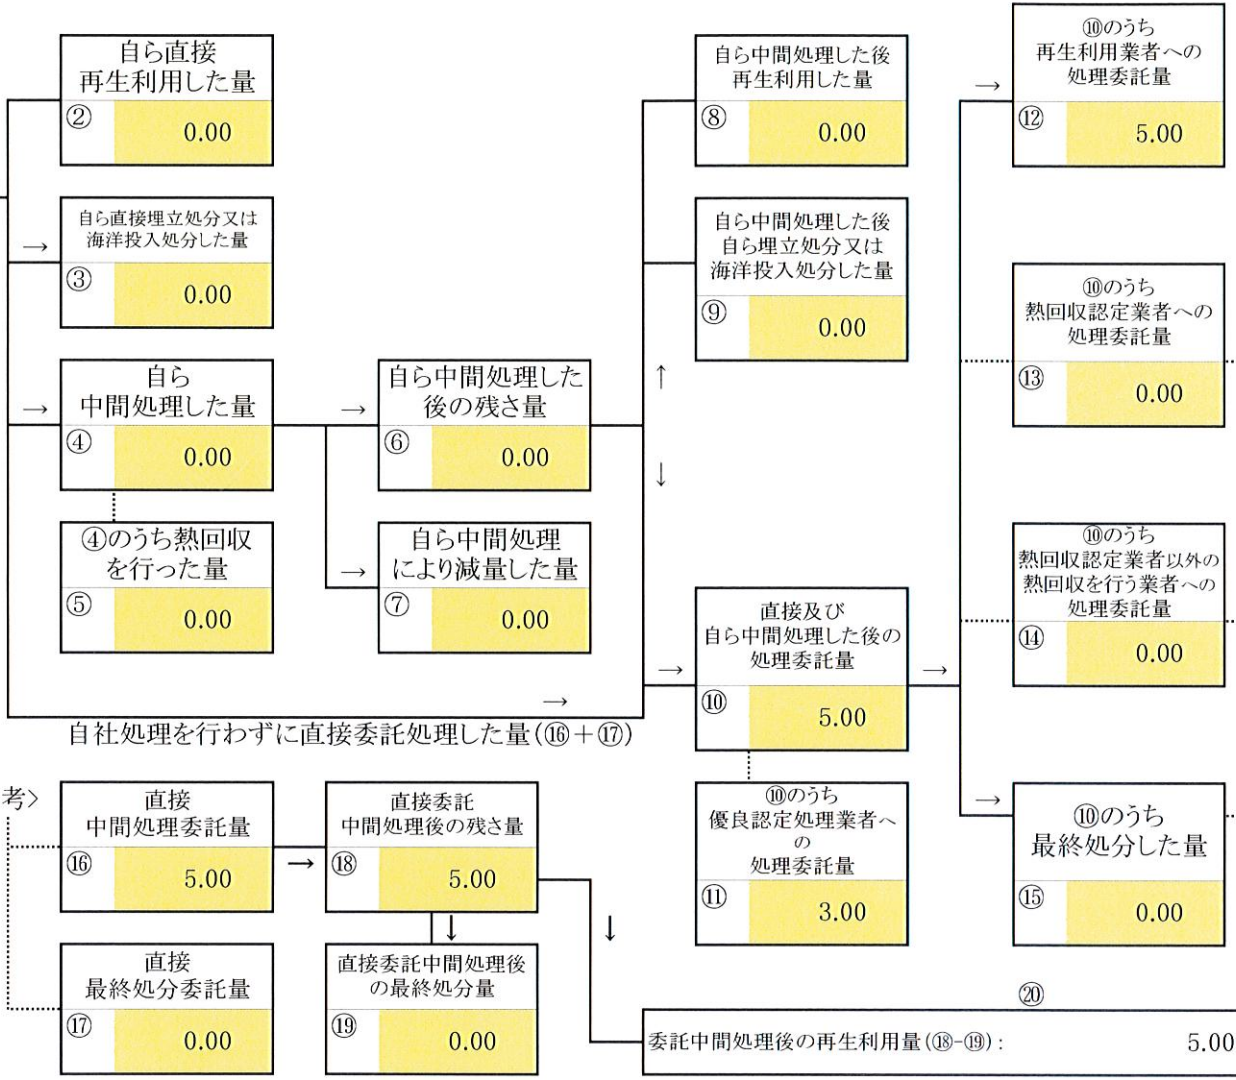 自ら直接
再生利用した量
②
0.00
自ら直接埋立処分又は
海洋投入処分した量
③
0.00
→
自ら
中間処理した量
④
0.00
→
④のうち熱回収
を行った量
⑤
0.00
→
自ら中間処理した
後の残さ量
⑥
0.00
→
自ら中間処理
により減量した量
⑦
0.00
自ら中間処理した後
再生利用した量
⑧
0.00
自ら中間処理した後
自ら埋立処分又は
海洋投入処分した量
⑨
0.00
↑
↓
→
直接及び
自ら中間処理した後の
処理委託量
⑩
5.00
→
⑩のうち
優良認定処理業者へ
の
処理委託量
⑪
3.00
→
⑩のうち
再生利用業者への
処理委託量
⑫
5.00
⑩のうち
熱回収認定業者への
処理委託量
⑬
0.00
⑩のうち
熱回収認定業者以外の
熱回収を行う業者への
処理委託量
⑭
0.00
→
⑩のうち
最終処分した量
⑮
0.00
→
自社処理を行わずに直接委託処理した量(⑯+⑰)
考>
直接
中間処理委託量
⑯
5.00
→
直接委託
中間処理後の残さ量
⑱
5.00
↓
↓
直接
最終処分委託量
⑰
0.00
直接委託中間処理後
の最終処分量
⑲
0.00
⑳
委託中間処理後の再生利用量(⑱-⑲): 5.00